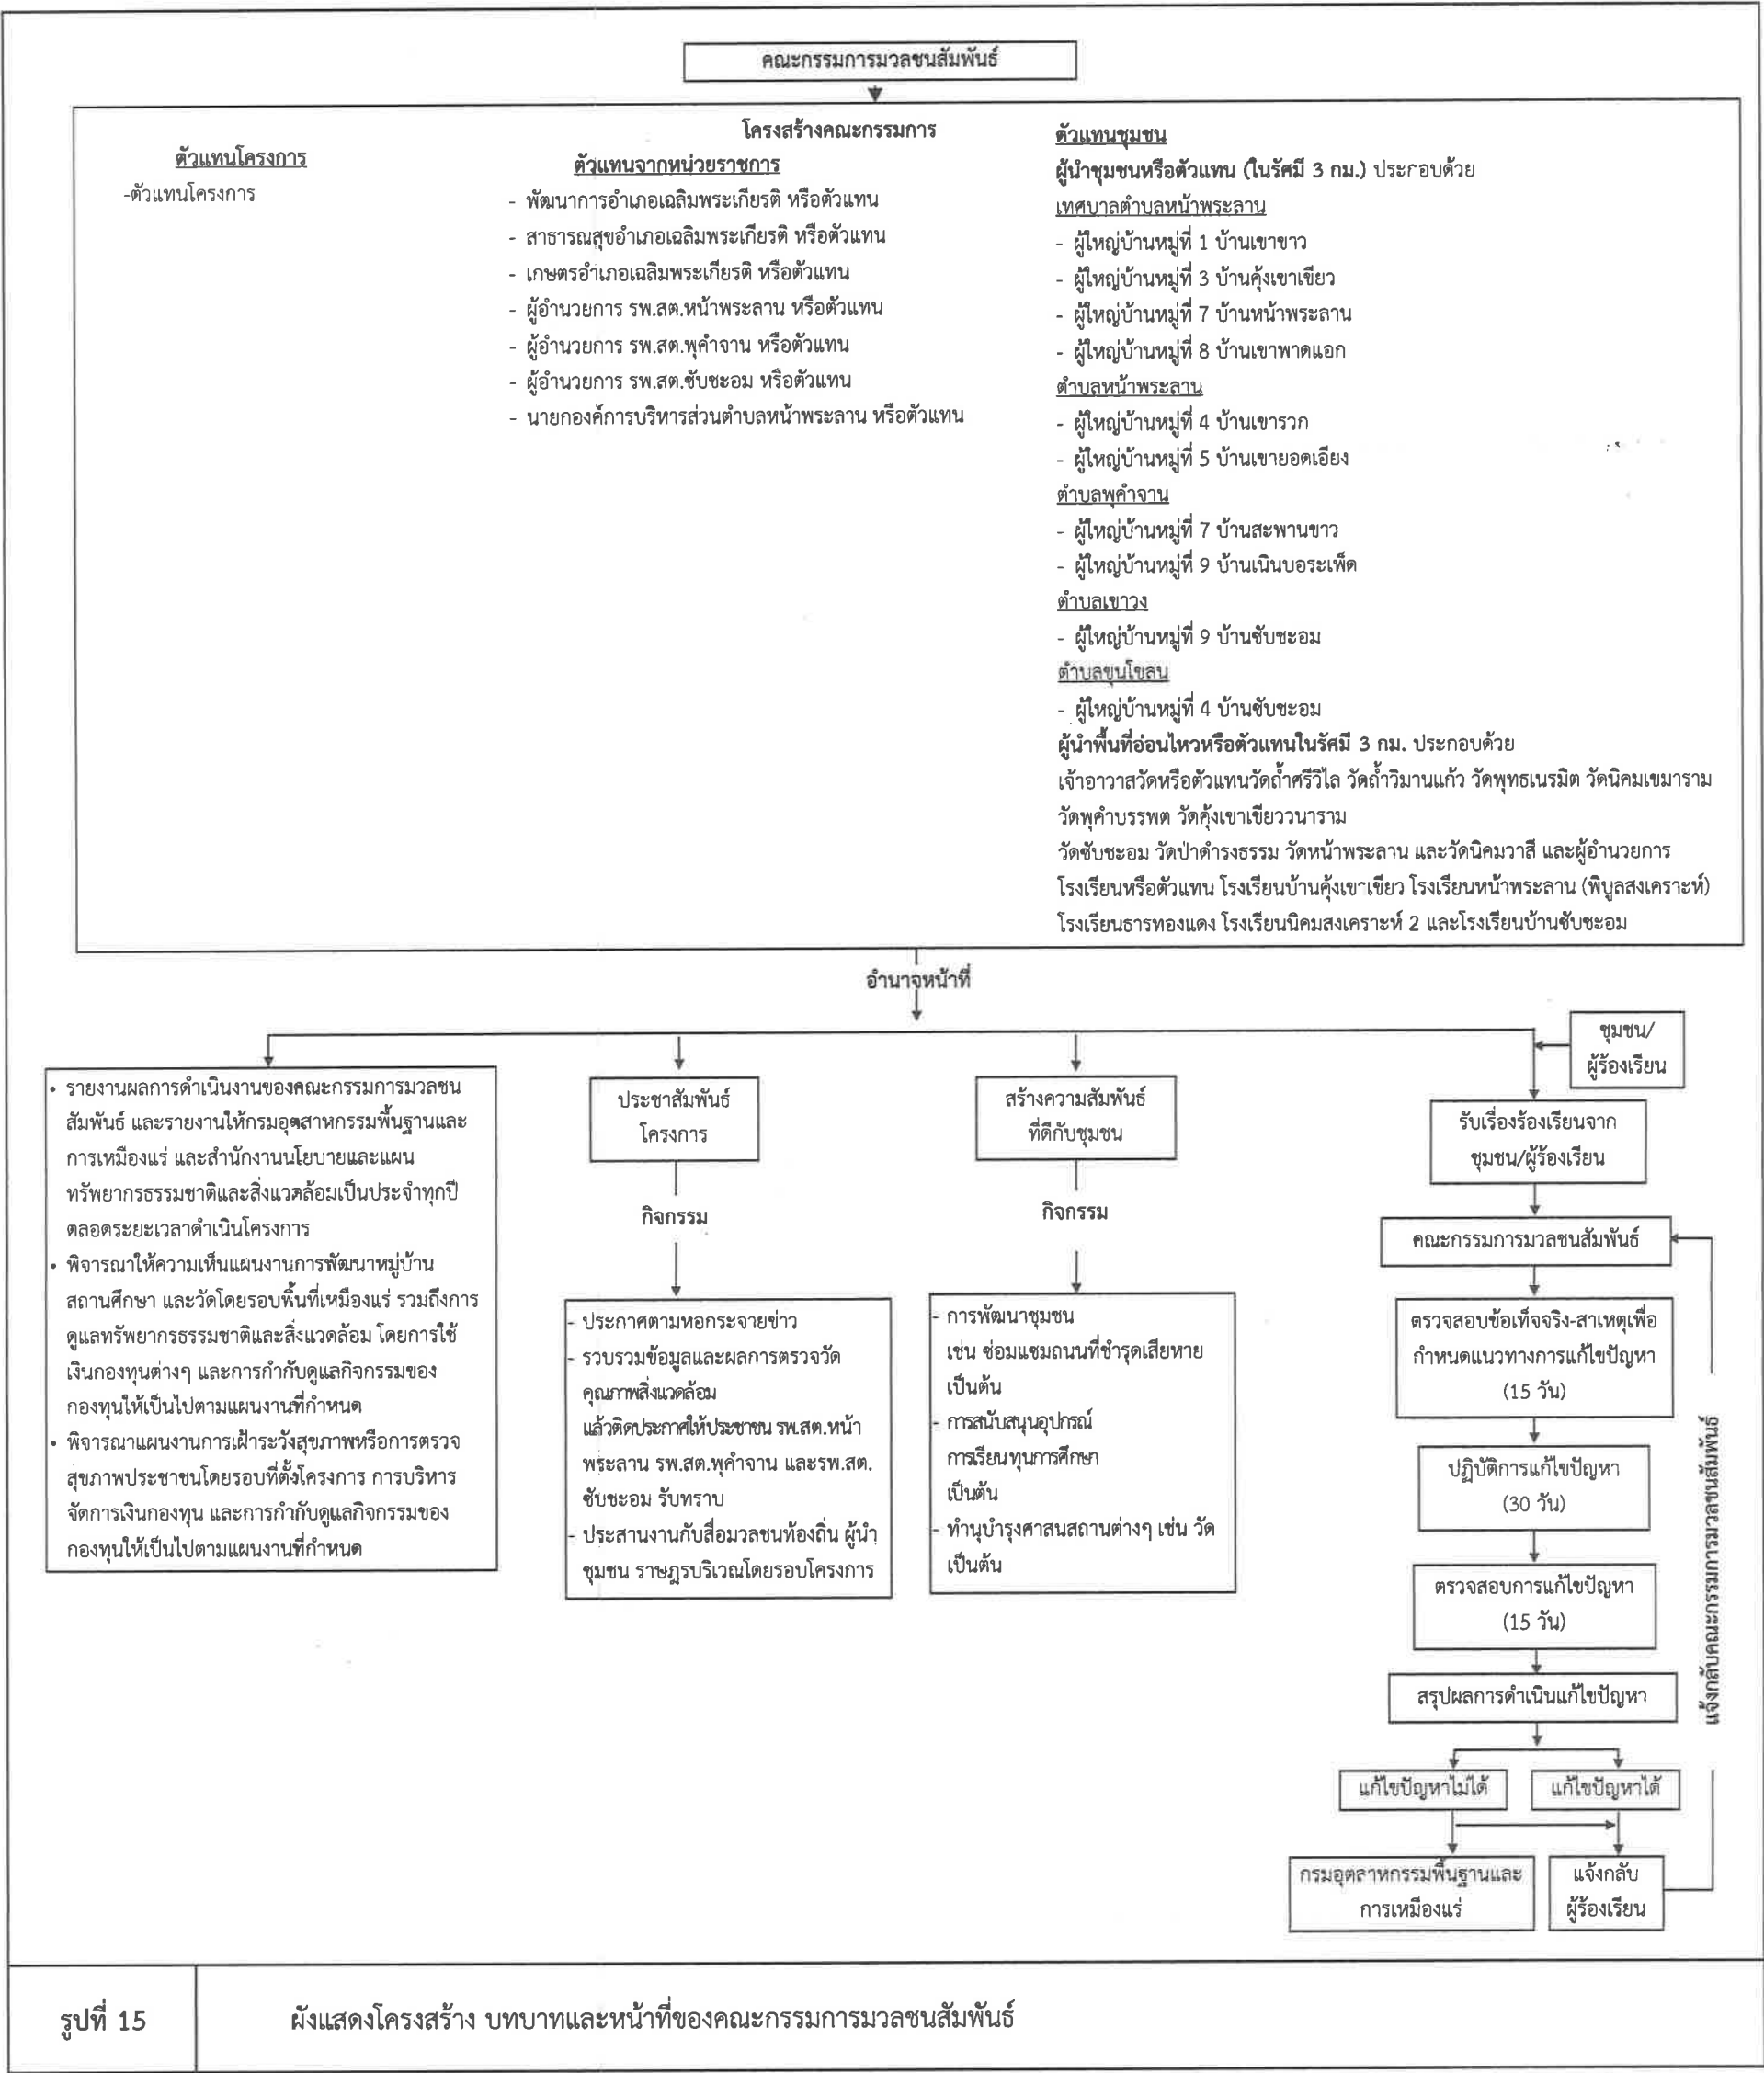 คณะกรรมการมวลชนสัมพันธ์
โครงสร้างคณะกรรมการ
ตัวแทนโครงการ
-ตัวแทนโครงการ
ตัวแทนจากหน่วยราชการ
- พัฒนาการอำเภอเฉลิมพระเกียรติ หรือตัวแทน
- สาธารณสุขอำเภอเฉลิมพระเกียรติ หรือตัวแทน
- เกษตรอำเภอเฉลิมพระเกียรติ หรือตัวแทน
- ผู้อำนวยการ รพ.สต.หน้าพระลาน หรือตัวแทน
- ผู้อำนวยการ รพ.สต.พุคำจาน หรือตัวแทน
- ผู้อำนวยการ รพ.สต.ซับชะอม หรือตัวแทน
- นายกองค์การบริหารส่วนตำบลหน้าพระลาน หรือตัวแทน
ตัวแทนชุมชน
ผู้นำชุมชนหรือตัวแทน (ในรัศมี 3 กม.) ประกอบด้วย
เทศบาลตำบลหน้าพระลาน
- ผู้ใหญ่บ้านหมู่ที่ 1 บ้านเขาขาว
- ผู้ใหญ่บ้านหมู่ที่ 3 บ้านคุ้งเขาเขียว
- ผู้ใหญ่บ้านหมู่ที่ 7 บ้านหน้าพระลาน
- ผู้ใหญ่บ้านหมู่ที่ 8 บ้านเขาพาดแอก
ตำบลหน้าพระลาน
- ผู้ใหญ่บ้านหมู่ที่ 4 บ้านเขารวก
- ผู้ใหญ่บ้านหมู่ที่ 5 บ้านเขายอดเอียง
ตำบลพุคำจาน
- ผู้ใหญ่บ้านหมู่ที่ 7 บ้านสะพานขาว
- ผู้ใหญ่บ้านหมู่ที่ 9 บ้านเนินบอระเพ็ด
ตำบลเขาวง
- ผู้ใหญ่บ้านหมู่ที่ 9 บ้านซับชะอม
ตำบลขุนโขลน
- ผู้ใหญ่บ้านหมู่ที่ 4 บ้านซับชะอม
ผู้นำพื้นที่อ่อนไหวหรือตัวแทนในรัศมี 3 กม. ประกอบด้วย
เจ้าอาวาสวัดหรือตัวแทนวัดถ้ำศรีวิไล วัดถ้ำวิมานแก้ว วัดพุทธเนรมิต วัดนิคมเขมาราม
วัดพุคำบรรพต วัดคุ้งเขาเขียววนาราม
วัดซับชะอม วัดป่าดำรงธรรม วัดหน้าพระลาน และวัดนิคมวาสี และผู้อำนวยการ
โรงเรียนหรือตัวแทน โรงเรียนบ้านคุ้งเขาเขียว โรงเรียนหน้าพระลาน (พิบูลสงเคราะห์)
โรงเรียนธารทองแดง โรงเรียนนิคมสงเคราะห์ 2 และโรงเรียนบ้านซับชะอม
อำนาจหน้าที่
• รายงานผลการดำเนินงานของคณะกรรมการมวลชน
สัมพันธ์ และรายงานให้กรมอุตสาหกรรมพื้นฐานและ
การเหมืองแร่ และสำนักงานนโยบายและแผน
ทรัพยากรธรรมชาติและสิ่งแวดล้อมเป็นประจำทุกปี
ตลอดระยะเวลาดำเนินโครงการ
• พิจารณาให้ความเห็นแผนงานการพัฒนาหมู่บ้าน
สถานศึกษา และวัดโดยรอบพื้นที่เหมืองแร่ รวมถึงการ
ดูแลทรัพยากรธรรมชาติและสิ่งแวดล้อม โดยการใช้
เงินกองทุนต่างๆ และการกำกับดูแลกิจกรรมของ
กองทุนให้เป็นไปตามแผนงานที่กำหนด
• พิจารณาแผนงานการเฝ้าระวังสุขภาพหรือการตรวจ
สุขภาพประชาชนโดยรอบที่ตั้งโครงการ การบริหาร
จัดการเงินกองทุน และการกำกับดูแลกิจกรรมของ
กองทุนให้เป็นไปตามแผนงานที่กำหนด
ประชาสัมพันธ์
โครงการ
กิจกรรม
- ประกาศตามหอกระจายข่าว
- รวบรวมข้อมูลและผลการตรวจวัด
คุณภาพสิ่งแวดล้อม
แล้วติดประกาศให้ประชาชน รพ.สต.หน้า
พระลาน รพ.สต.พุคำจาน และรพ.สต.
ซับชะอม รับทราบ
- ประสานงานกับสื่อมวลชนท้องถิ่น ผู้นำ
ชุมชน ราษฎรบริเวณโดยรอบโครงการ
สร้างความสัมพันธ์
ที่ดีกับชุมชน
กิจกรรม
- การพัฒนาชุมชน
เช่น ซ่อมแซมถนนที่ชำรุดเสียหาย
เป็นต้น
- การสนับสนุนอุปกรณ์
การเรียน ทุนการศึกษา
เป็นต้น
- ทำนุบำรุงศาสนสถานต่างๆ เช่น วัด
เป็นต้น
ชุมชน/
ผู้ร้องเรียน
รับเรื่องร้องเรียนจาก
ชุมชน/ผู้ร้องเรียน
คณะกรรมการมวลชนสัมพันธ์
ตรวจสอบข้อเท็จจริง-สาเหตุเพื่อ
กำหนดแนวทางการแก้ไขปัญหา
(15 วัน)
ปฏิบัติการแก้ไขปัญหา
(30 วัน)
ตรวจสอบการแก้ไขปัญหา
(15 วัน)
สรุปผลการดำเนินแก้ไขปัญหา
แก้ไขปัญหาไม่ได้
แก้ไขปัญหาได้
กรมอุตสาหกรรมพื้นฐานและ
การเหมืองแร่
แจ้งกลับ
ผู้ร้องเรียน
แจ้งกลับคณะกรรมการมวลชนสัมพันธ์
รูปที่ 15
ผังแสดงโครงสร้าง บทบาทและหน้าที่ของคณะกรรมการมวลชนสัมพันธ์